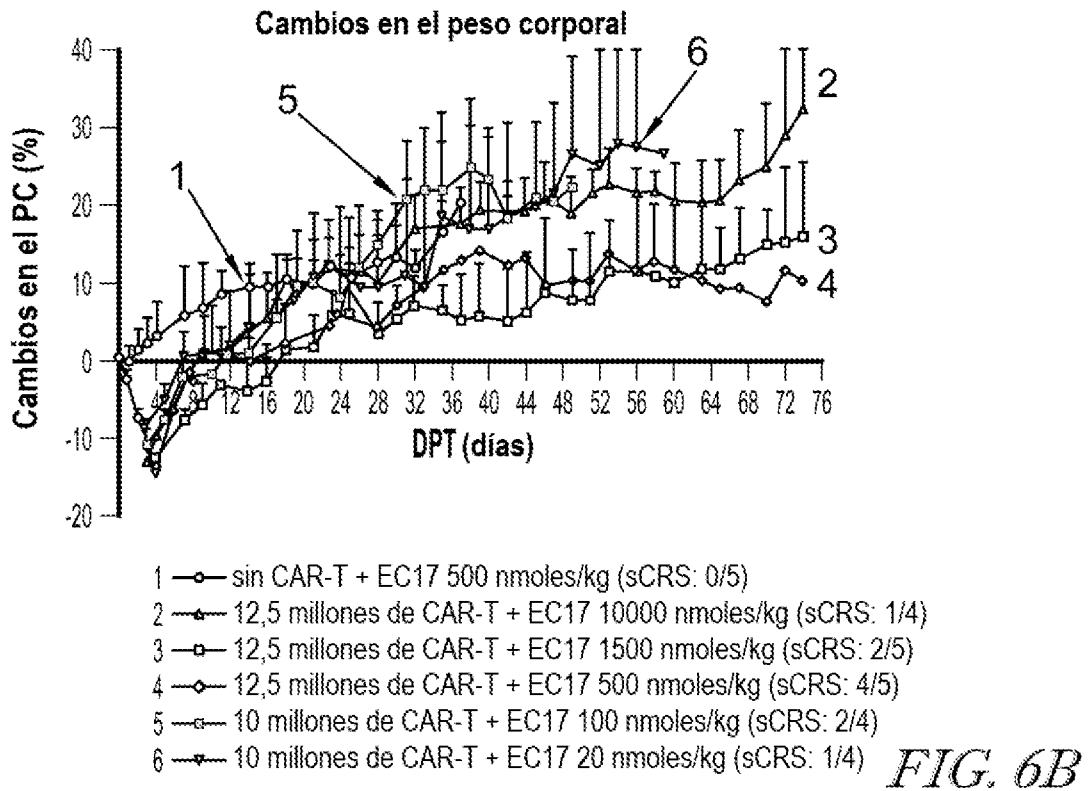 Cambios en el peso corporal
Cambios en el PC (%)
40
30
20
10
0
-10
-20
1
5
6
2
3
4
4 8 12 16 20 24 28 32 36 40 44 48 52 56 60 64 65 72 76
DPT (días)
1 sin CAR-T + EC17 500 nmoles/kg (sCRS: 0/5)
2 12,5 millones de CAR-T + EC17 10000 nmoles/kg (sCRS: 1/4)
3 12,5 millones de CAR-T + EC17 1500 nmoles/kg (sCRS: 2/5)
4 12,5 millones de CAR-T + EC17 500 nmoles/kg (sCRS: 4/5)
5 10 millones de CAR-T + EC17 100 nmoles/kg (sCRS: 2/4)
6 10 millones de CAR-T + EC17 20 nmoles/kg (sCRS: 1/4)
FIG. 6B